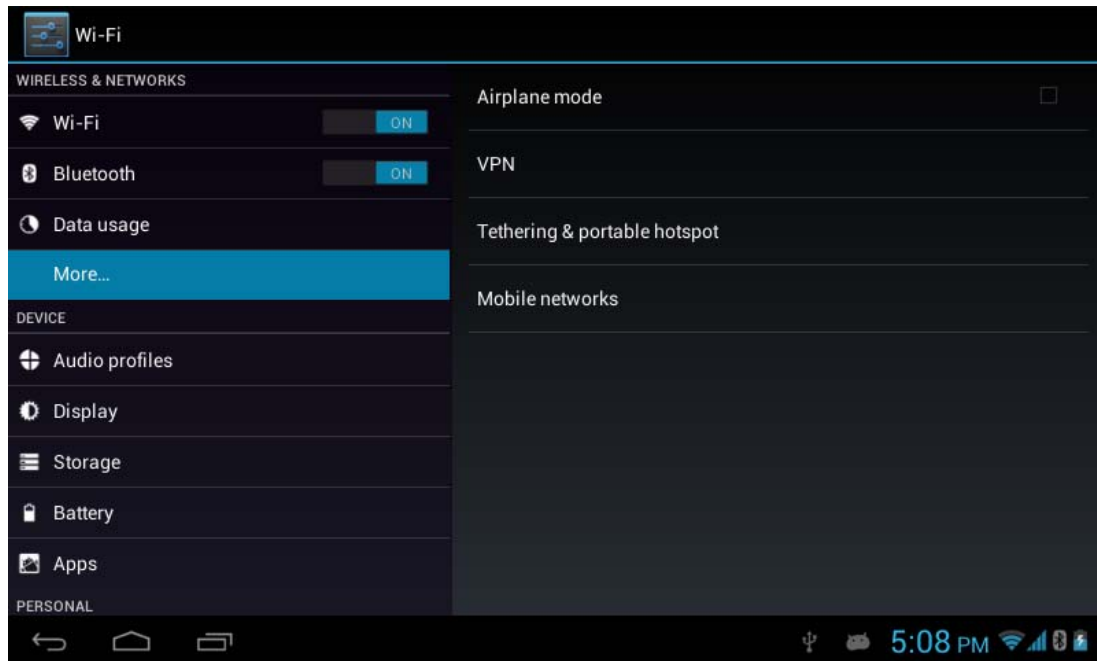 Wi-Fi
WIRELESS & NETWORKS
Wi-Fi ON
Bluetooth ON
Data usage
More...
DEVICE
Audio profiles
Display
Storage
Battery
Apps
PERSONAL
Airplane mode
VPN
Tethering & portable hotspot
Mobile networks
5:08 PM